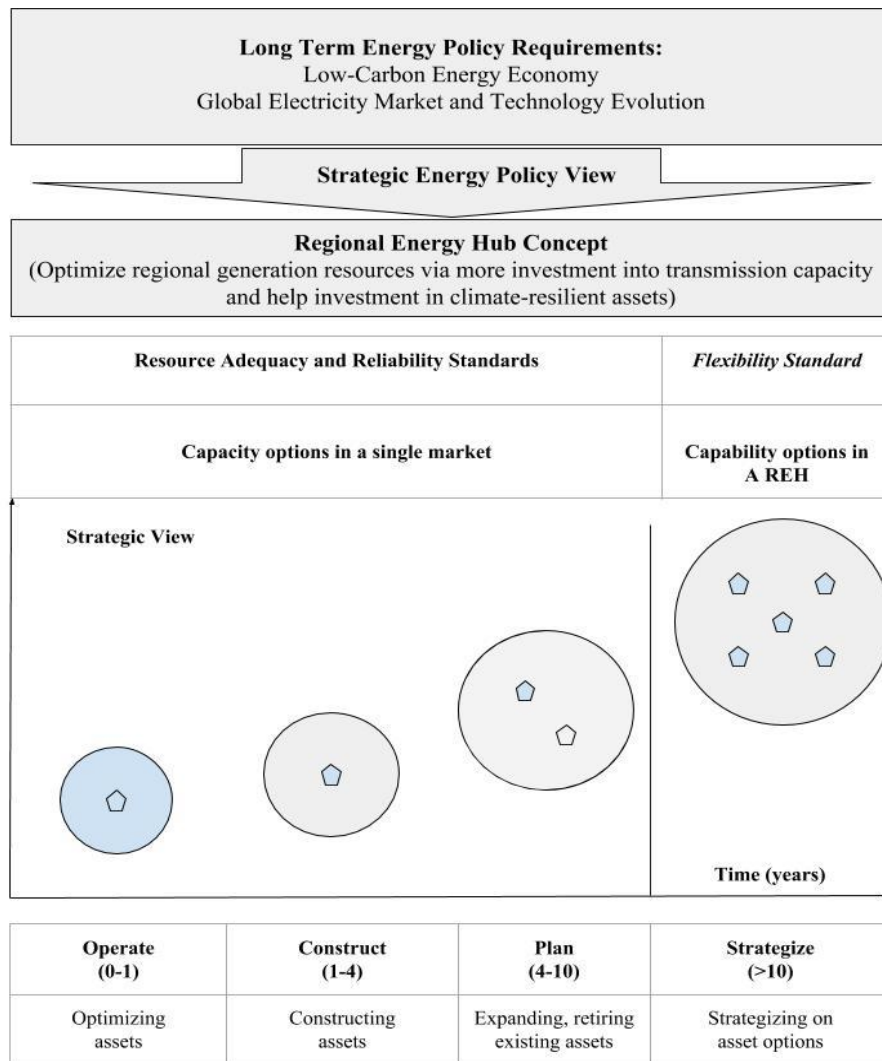 Long Term Energy Policy Requirements:
Low-Carbon Energy Economy
Global Electricity Market and Technology Evolution
Strategic Energy Policy View
Regional Energy Hub Concept
(Optimize regional generation resources via more investment into transmission capacity
and help investment in climate-resilient assets)
Resource Adequacy and Reliability Standards
Flexibility Standard
Capacity options in a single market
Capability options in
A REH
Strategic View
Time (years)
Operate
(0-1)
Construct
(1-4)
Plan
(4-10)
Strategize
(>10)
Optimizing
assets
Constructing
assets
Expanding, retiring
existing assets
Strategizing on
asset options